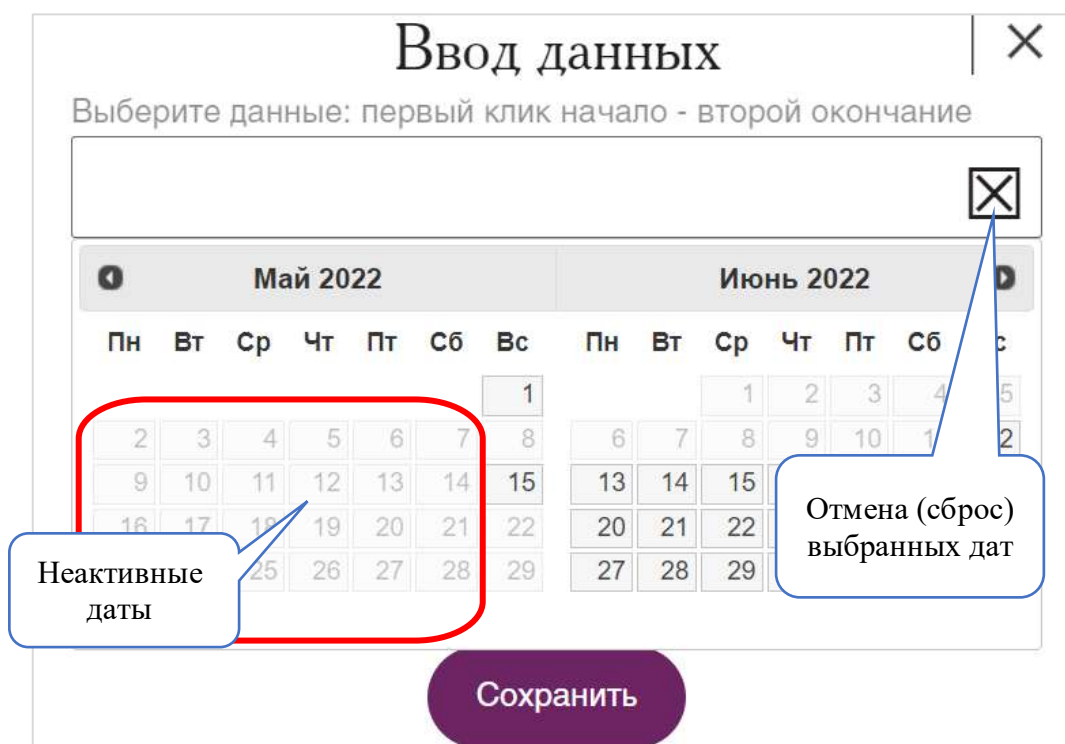 Ввод данных
Выберите данные: первый клик начало - второй окончание
Май 2022 Июнь 2022
Пн Вт Ср Чт Пт Сб Вс Пн Вт Ср Чт Пт Сб
1 1 2 3 4 5
2 3 4 5 6 7 8 6 7 8 9 10
9 10 11 12 13 14 15 13 14 15
16 17 18 19 20 21 22 20 21 22
25 26 27 28 29 27 28 29
Отмена (сброс)
выбранных дат
Неактивные
даты
Сохранить